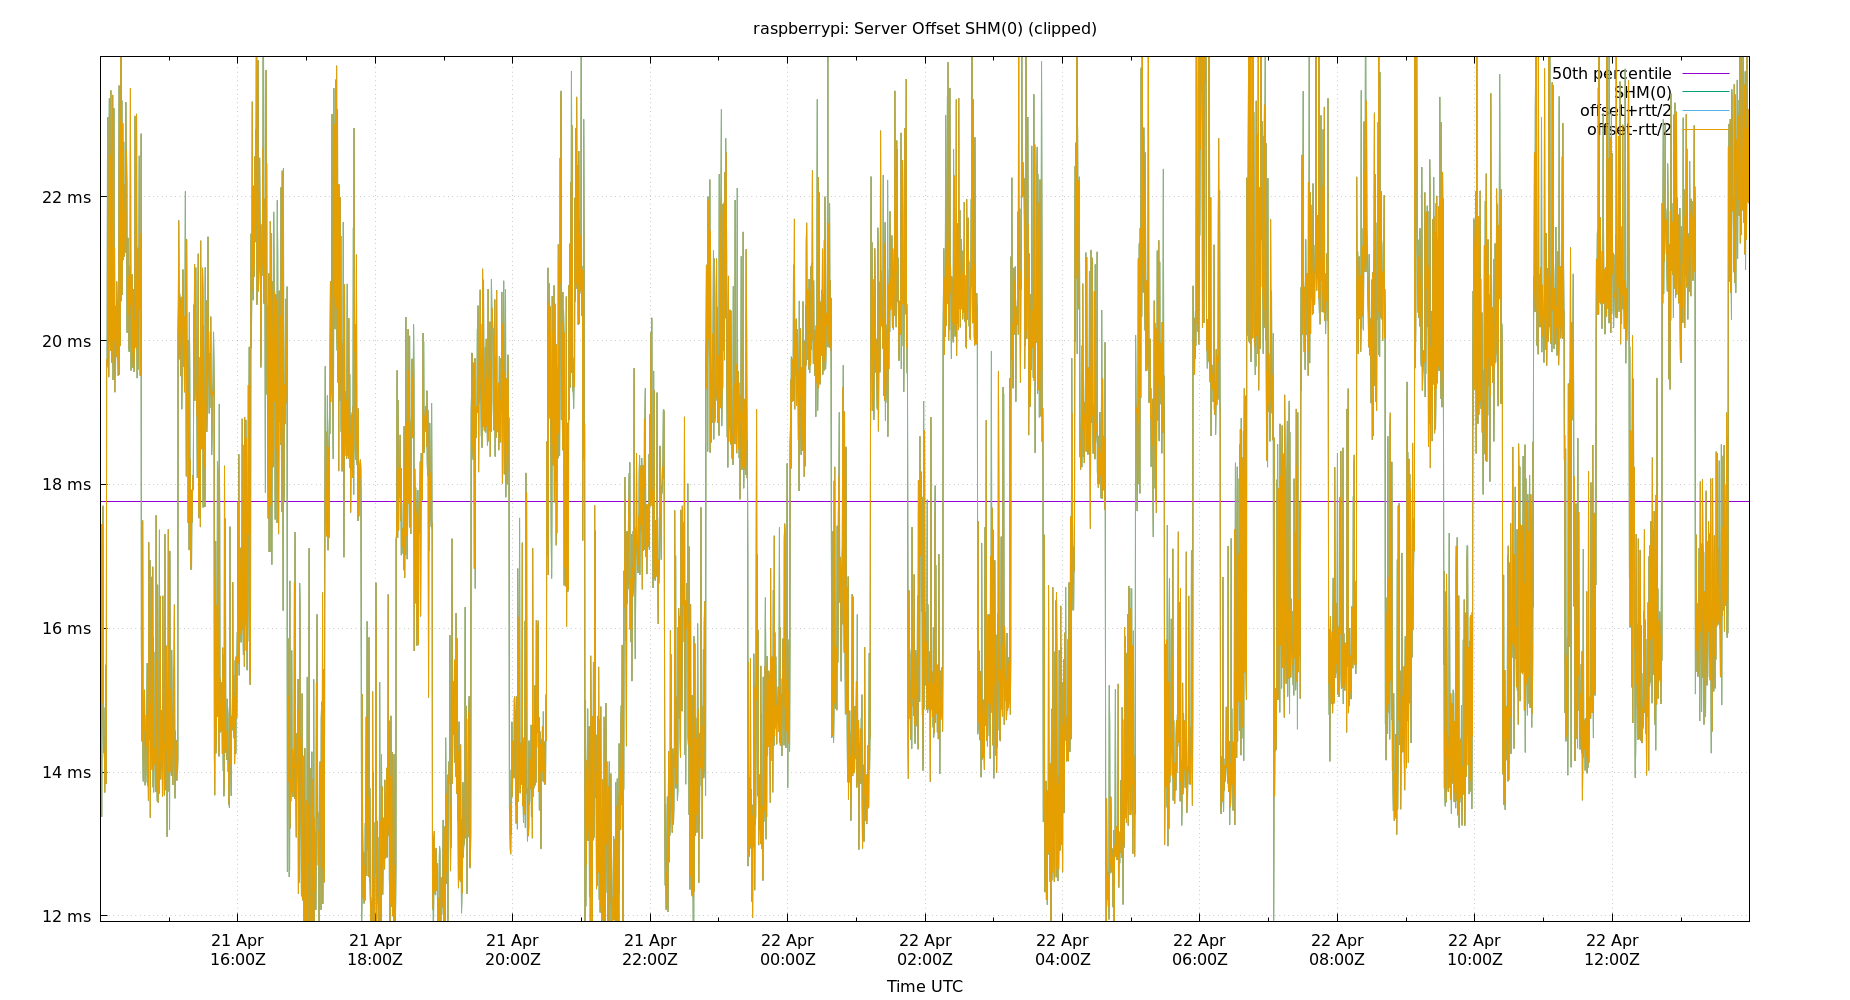 raspberrypi: Server Offset SHM(0) (clipped)
50th percentile
SHM(0)
offset+rtt/2
offset-rtt/2
22 ms
20 ms
18 ms
16 ms
14 ms
12 ms
21 Apr 21 Apr 21 Apr 21 Apr 22 Apr 22 Apr 22 Apr 22 Apr 22 Apr 22 Apr 22 Apr
16:00Z 18:00Z 20:00Z 22:00Z 00:00Z 02:00Z 04:00Z 06:00Z 08:00Z 10:00Z 12:00Z
Time UTC